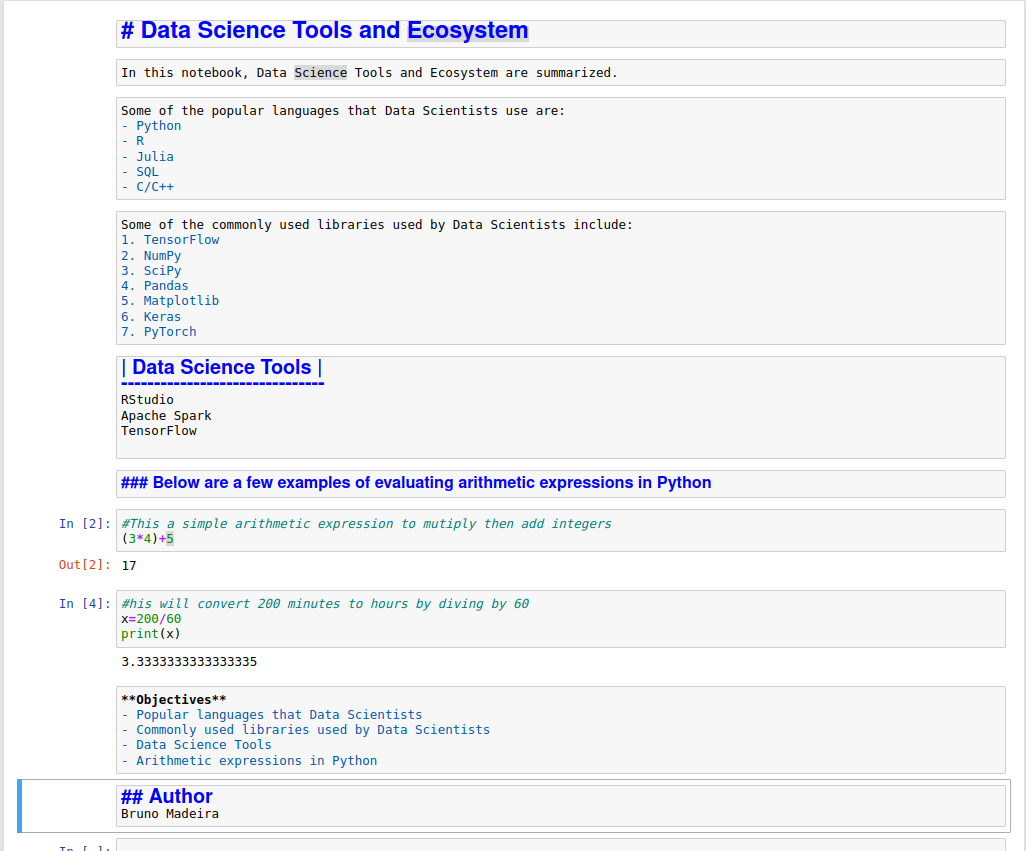 # Data Science Tools and Ecosystem
In this notebook, Data Science Tools and Ecosystem are summarized.
Some of the popular languages that Data Scientists use are:
- Python
- R
- Julia
- SQL
- C/C++
Some of the commonly used libraries used by Data Scientists include:
1. TensorFlow
2. NumPy
3. SciPy
4. Pandas
5. Matplotlib
6. Keras
7. PyTorch
| Data Science Tools |
--------------------------------
RStudio
Apache Spark
TensorFlow
### Below are a few examples of evaluating arithmetic expressions in Python
In [2]: #This a simple arithmetic expression to mutiply then add integers
(3*4)+5
Out[2]: 17
In [4]: #his will convert 200 minutes to hours by diving by 60
x=200/60
print(x)
3.3333333333333335
**Objectives**
- Popular languages that Data Scientists
- Commonly used libraries used by Data Scientists
- Data Science Tools
- Arithmetic expressions in Python
## Author
Bruno Madeira
In [ ]: